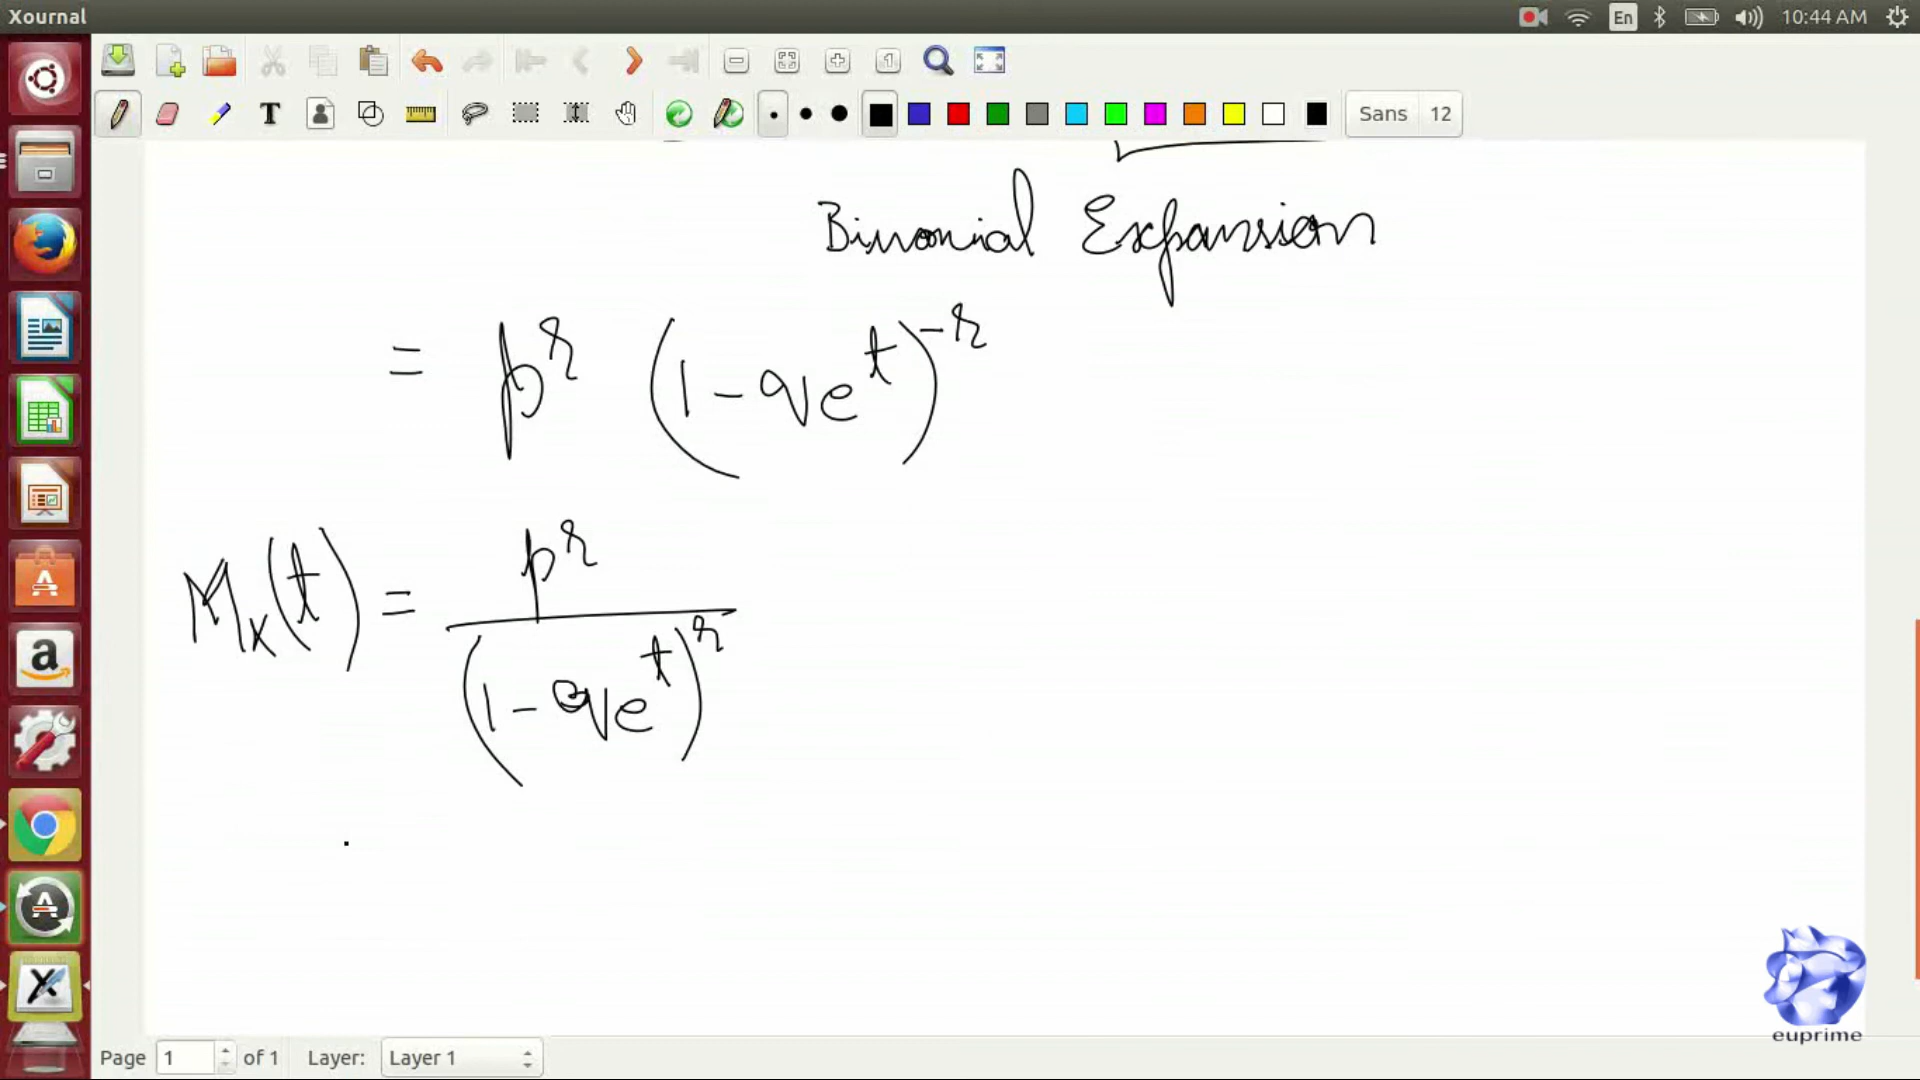 Xournal
En
10:44 AM
Sans 12
Binomial Expansion
= p^r (1 - qe^t)^-r
M_X(t) = p^r / (1 - qe^t)^r
euprime
Page 1 of 1 Layer: Layer 1